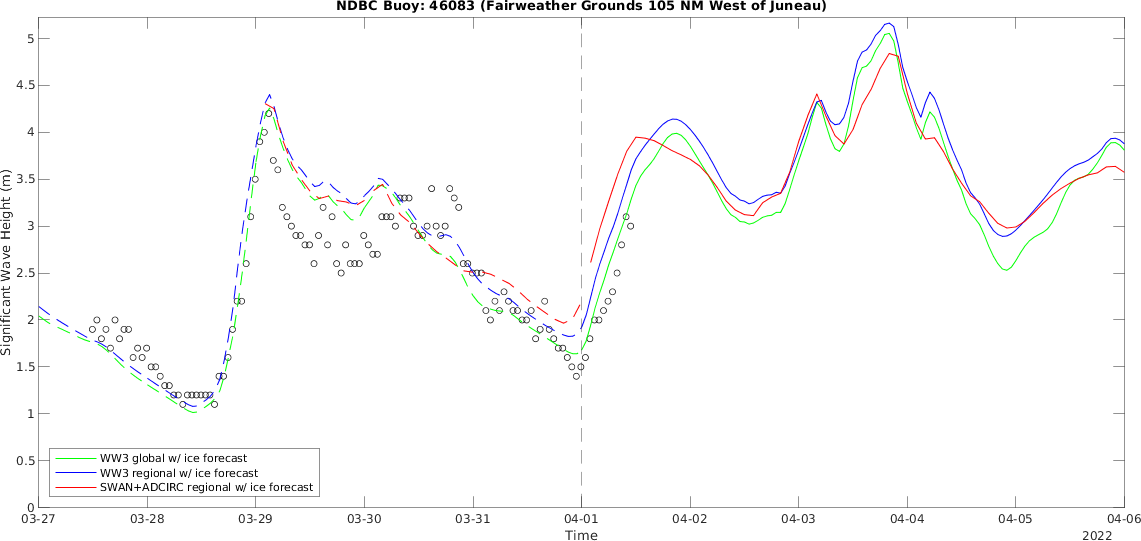 NDBC Buoy: 46083 (Fairweather Grounds 105 NM West of Juneau)
Significant Wave Height (m)
5
4.5
4
3.5
3
2.5
2
1.5
1
0.5
0
WW3 global w/ ice forecast
WW3 regional w/ ice forecast
SWAN+ADCIRC regional w/ ice forecast
03-27 03-28 03-29 03-30 03-31 04-01 04-02 04-03 04-04 04-05 04-06
Time 2022